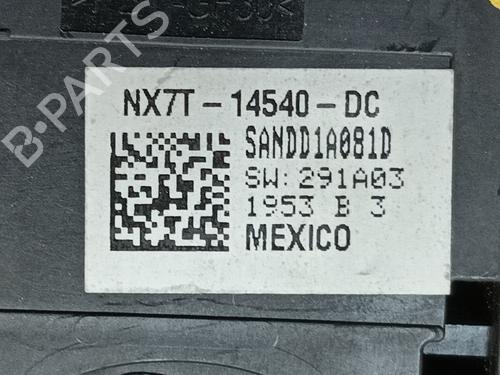 NX7T-14540-DC
SANDD1A081D
SW:291A03
1953 B 3
MEXICO
B-PARTS